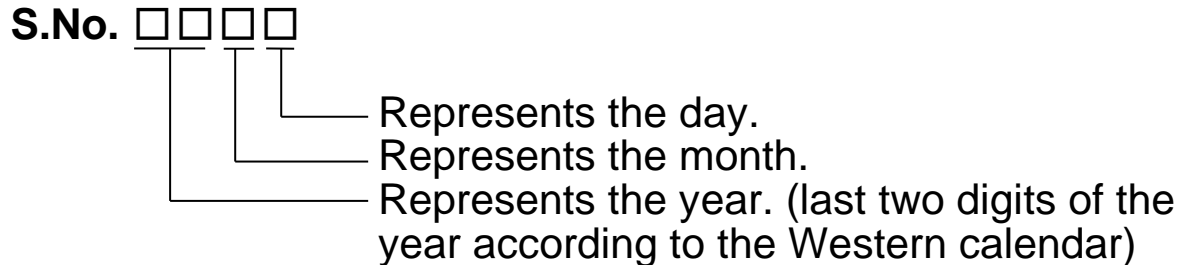 S.No. □□□□
Represents the day.
Represents the month.
Represents the year. (last two digits of the
year according to the Western calendar)